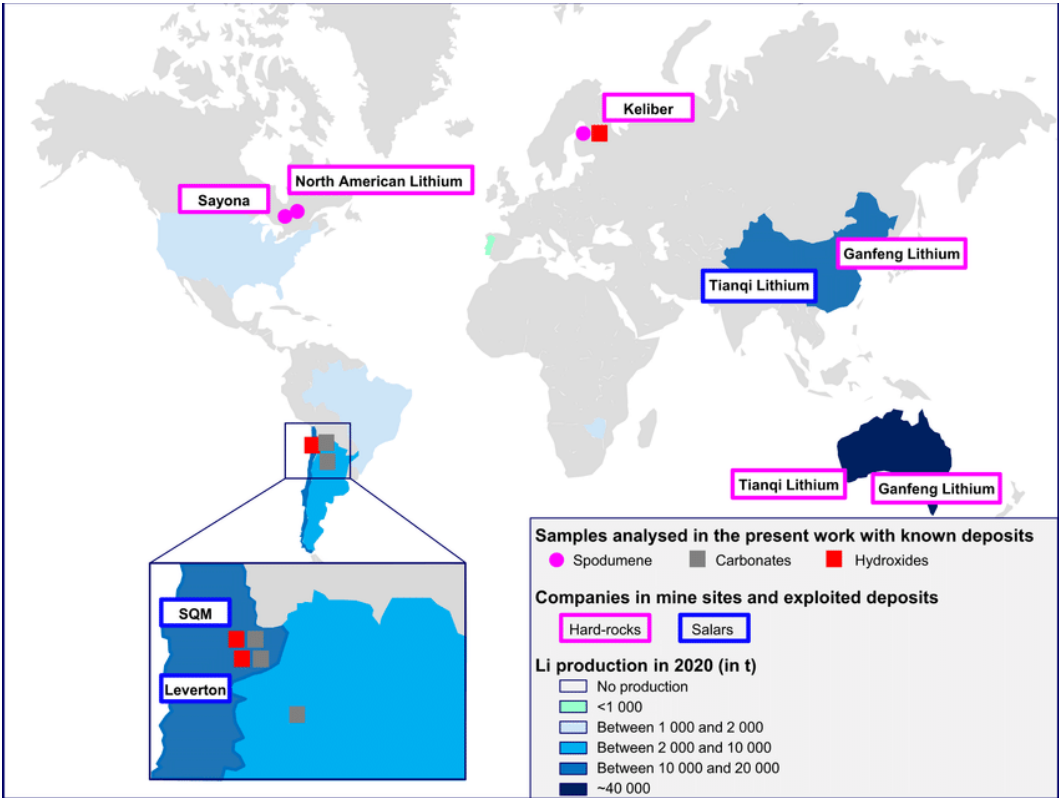 Keliber
North American Lithium
Sayona
Ganfeng Lithium
Tianqi Lithium
Tianqi Lithium
Ganfeng Lithium
SQM
Leverton
Samples analysed in the present work with known deposits
Spodumene Carbonates Hydroxides
Companies in mine sites and exploited deposits
Hard-rocks Salars
Li production in 2020 (in t)
No production
<1 000
Between 1 000 and 2 000
Between 2 000 and 10 000
Between 10 000 and 20 000
~40 000